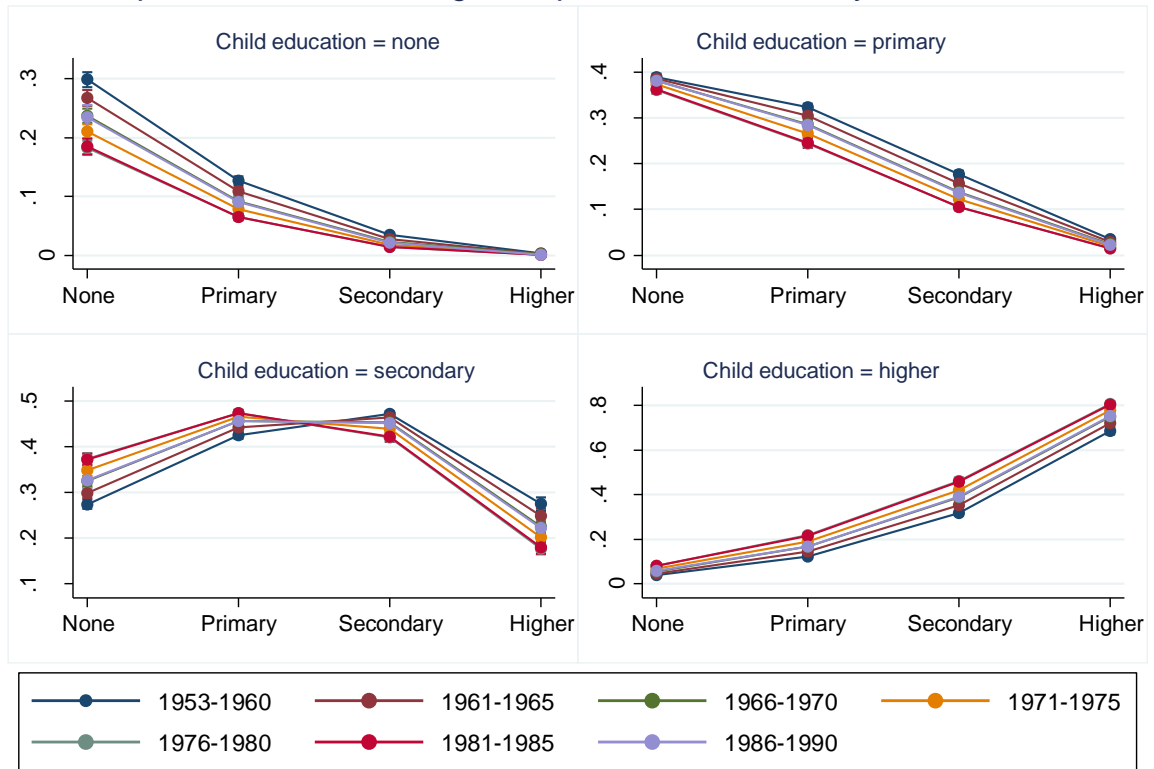 Child education = none
.3
.2
.1
0
None Primary Secondary Higher
Child education = primary
.4
.3
.2
.1
0
None Primary Secondary Higher
Child education = secondary
.5
.4
.3
.2
.1
None Primary Secondary Higher
Child education = higher
.8
.6
.4
.2
0
None Primary Secondary Higher
1953-1960 1961-1965 1966-1970 1971-1975
1976-1980 1981-1985 1986-1990